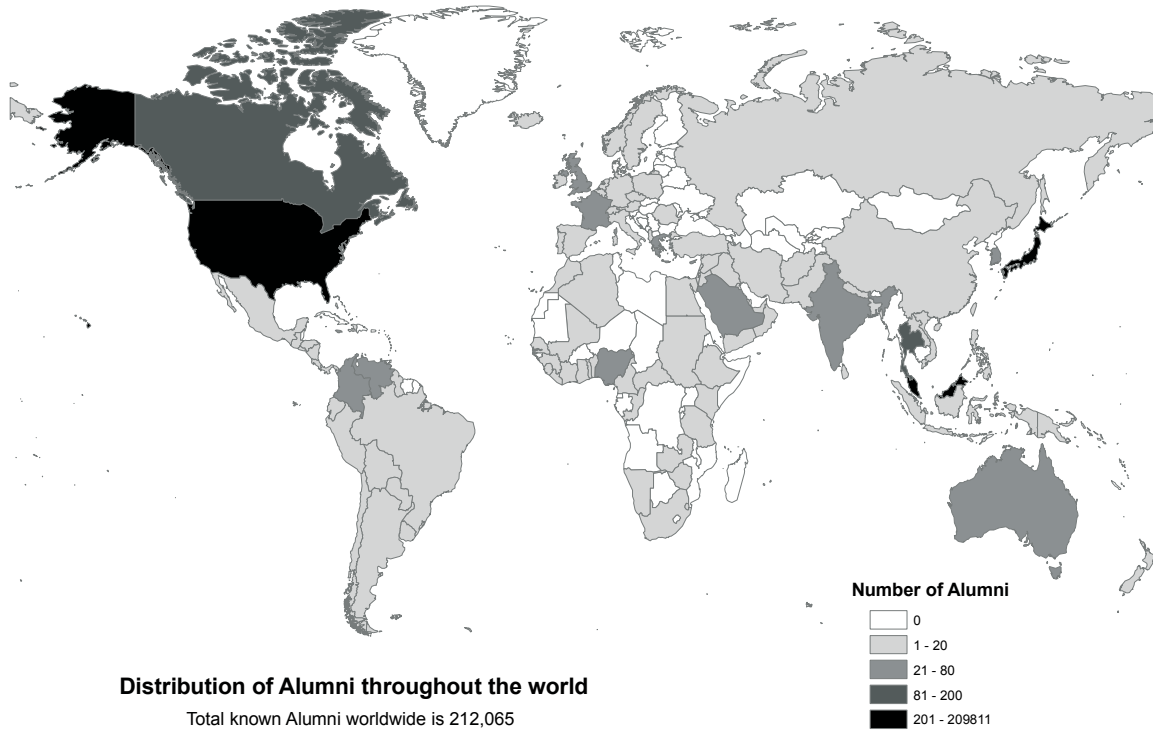 Number of Alumni
0
1 - 20
21 - 80
81 - 200
201 - 209811
Distribution of Alumni throughout the world
Total known Alumni worldwide is 212,065